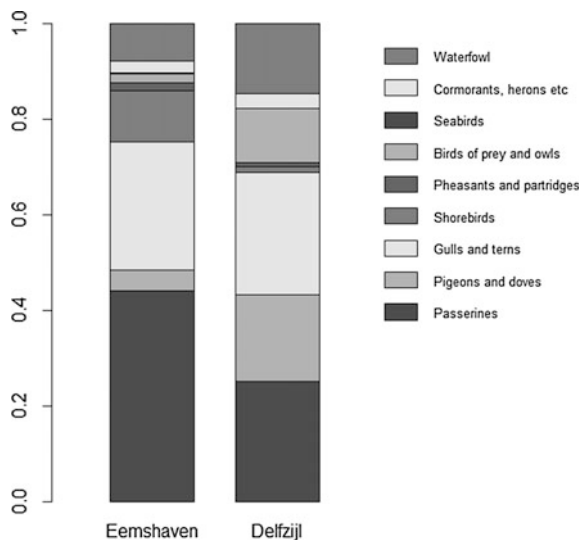 1.0
0.8
0.6
0.4
0.2
0.0
Eemshaven
Delfzijl
Waterfowl
Cormorants, herons etc
Seabirds
Birds of prey and owls
Pheasants and partridges
Shorebirds
Gulls and terns
Pigeons and doves
Passerines